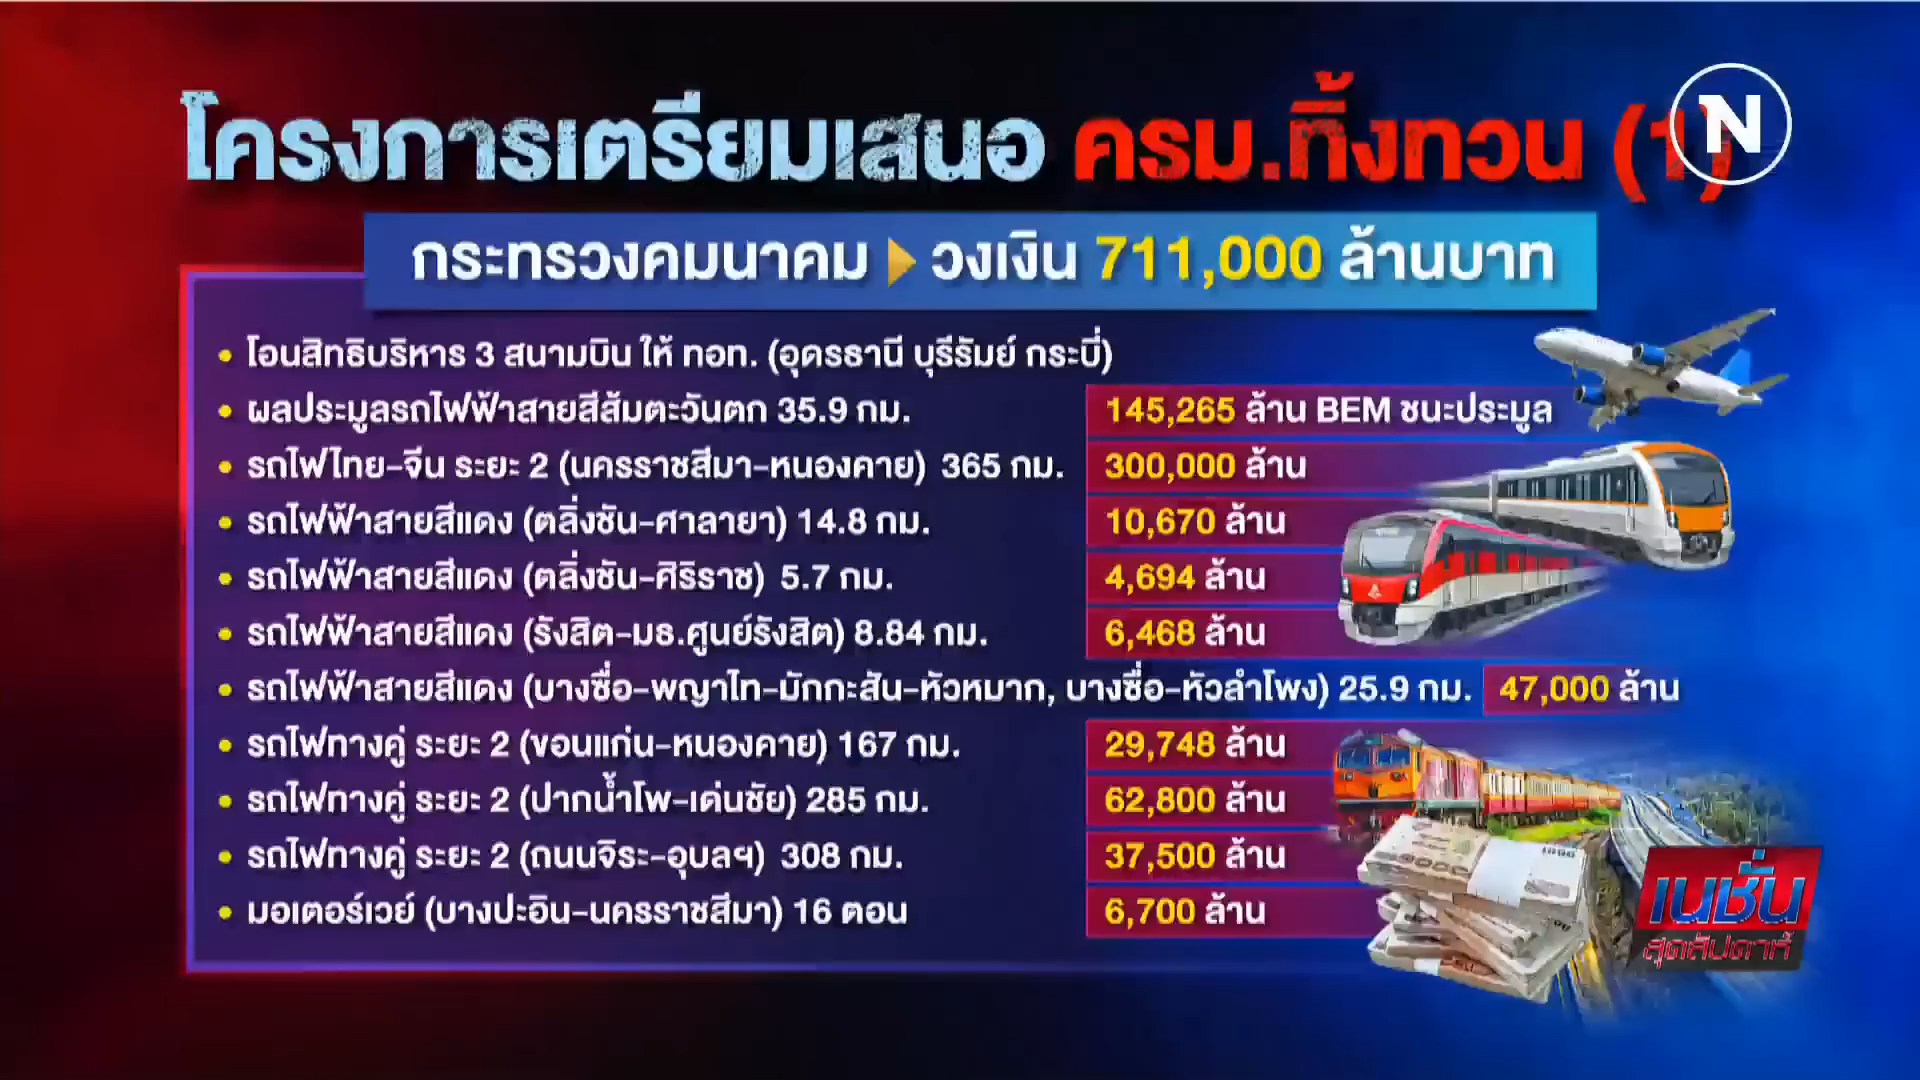 โครงการเตรียมเสนอ ครม.ทิ้งทวน (1)
N
กระทรวงคมนาคม วงเงิน 711,000 ล้านบาท
• โอนสิทธิบริหาร 3 สนามบิน ให้ ทอท. (อุดรธานี บุรีรัมย์ กระบี่)
• ผลประมูลรถไฟฟ้าสายสีส้มตะวันตก 35.9 กม. 145,265 ล้าน BEM ชนะประมูล
• รถไฟไทย-จีน ระยะ 2 (นครราชสีมา-หนองคาย) 365 กม. 300,000 ล้าน
• รถไฟฟ้าสายสีแดง (ตลิ่งชัน-ศาลายา) 14.8 กม. 10,670 ล้าน
• รถไฟฟ้าสายสีแดง (ตลิ่งชัน-ศิริราช) 5.7 กม. 4,694 ล้าน
• รถไฟฟ้าสายสีแดง (รังสิต-มธ.ศูนย์รังสิต) 8.84 กม. 6,468 ล้าน
• รถไฟฟ้าสายสีแดง (บางซื่อ-พญาไท-มักกะสัน-หัวหมาก, บางซื่อ-หัวลำโพง) 25.9 กม. 47,000 ล้าน
• รถไฟทางคู่ ระยะ 2 (ขอนแก่น-หนองคาย) 167 กม. 29,748 ล้าน
• รถไฟทางคู่ ระยะ 2 (ปากน้ำโพ-เด่นชัย) 285 กม. 62,800 ล้าน
• รถไฟทางคู่ ระยะ 2 (ถนนจิระ-อุบลฯ) 308 กม. 37,500 ล้าน
• มอเตอร์เวย์ (บางปะอิน-นครราชสีมา) 16 ตอน 6,700 ล้าน
เนชั่น
สุดสัปดาห์